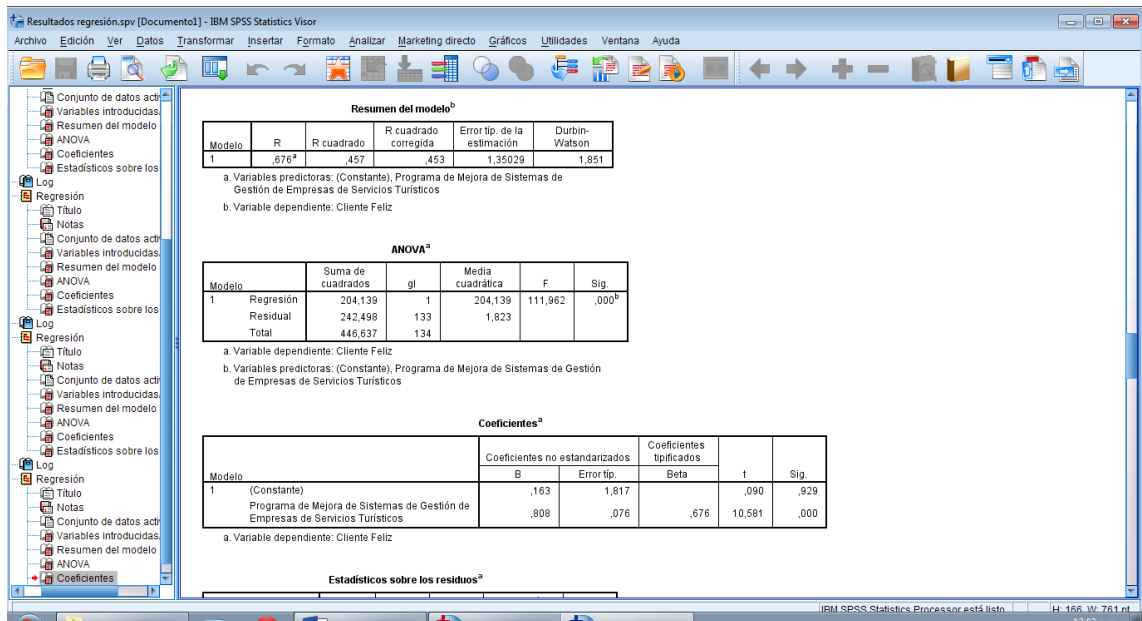 Resultados regresión.spv [Documento1] - IBM SPSS Statistics Visor
Archivo Edición Ver Datos Transformar Insertar Formato Analizar Marketing directo Gráficos Utilidades Ventana Ayuda
Conjunto de datos acti
Variables introducidas.
Resumen del modelo
ANOVA
Coeficientes
Estadísticos sobre los
Log
Regresión
Título
Notas
Conjunto de datos acti
Variables introducidas.
Resumen del modelo
ANOVA
Coeficientes
Estadísticos sobre los
Log
Regresión
Título
Notas
Conjunto de datos acti
Variables introducidas.
Resumen del modelo
ANOVA
Coeficientes
Estadísticos sobre los
Log
Regresión
Título
Notas
Conjunto de datos acti
Variables introducidas.
Resumen del modelo
ANOVA
Coeficientes
Resumen del modelo^b
Modelo R R cuadrado R cuadrado corregida Error típ. de la estimación Durbin-Watson
1 ,676^a ,457 ,453 1,35029 1,851
a. Variables predictoras: (Constante), Programa de Mejora de Sistemas de
Gestión de Empresas de Servicios Turísticos
b. Variable dependiente: Cliente Feliz
ANOVA^a
Modelo Suma de cuadrados gl Media cuadrática F Sig.
1 Regresión 204,139 1 204,139 111,962 ,000^b
Residual 242,498 133 1,823
Total 446,637 134
a. Variable dependiente: Cliente Feliz
b. Variables predictoras: (Constante), Programa de Mejora de Sistemas de Gestión
de Empresas de Servicios Turísticos
Coeficientes^a
Modelo Coeficientes no estandarizados Coeficientes tipificados t Sig.
B Error típ. Beta
1 (Constante) ,163 1,817 ,090 ,929
Programa de Mejora de Sistemas de Gestión de
Empresas de Servicios Turísticos ,808 ,076 ,676 10,581 ,000
a. Variable dependiente: Cliente Feliz
Estadísticos sobre los residuos^a
IBM SPSS Statistics Processor está listo H: 166, W: 761 pt.